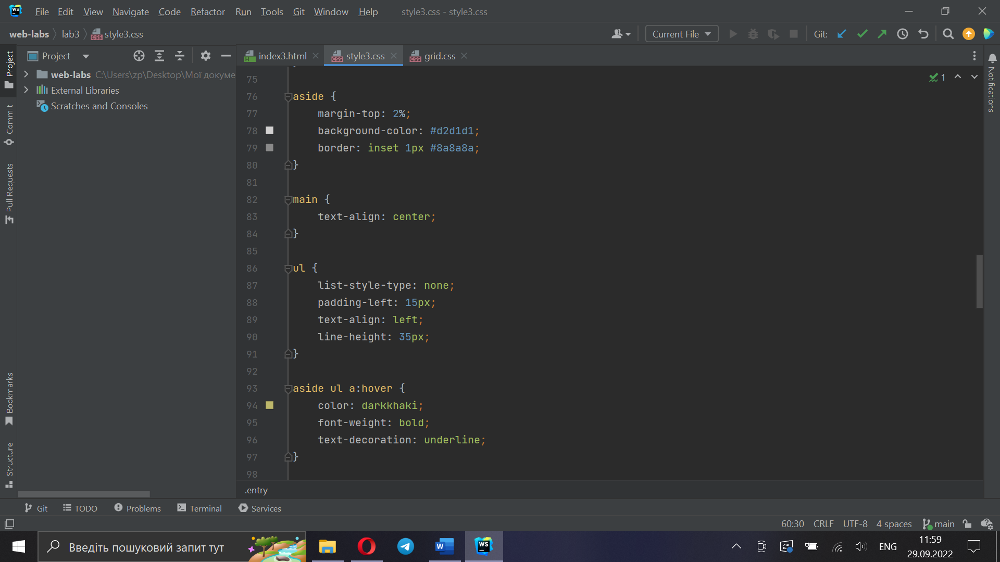 WS File Edit View Navigate Code Refactor Run Tools Git Window Help style3.css - style3.css
web-labs lab3 CSS style3.css Current File Git:
Project
H index3.html CSS style3.css CSS grid.css
web-labs C:\Users\zp\Desktop\Мої докуме
External Libraries
Scratches and Consoles
Project
Commit
Pull Requests
Bookmarks
Structure
75
76 aside {
77 margin-top: 2%;
78 background-color: #d2d1d1;
79 border: inset 1px #8a8a8a;
80 }
81
82 main {
83 text-align: center;
84 }
85
86 ul {
87 list-style-type: none;
88 padding-left: 15px;
89 text-align: left;
90 line-height: 35px;
91 }
92
93 aside ul a:hover {
94 color: darkkhaki;
95 font-weight: bold;
96 text-decoration: underline;
97 }
98
1
Notifications
.entry
Git TODO Problems Terminal Services
60:30 CRLF UTF-8 4 spaces main
Введіть пошуковий запит тут
W
WS
ENG
11:59
29.09.2022